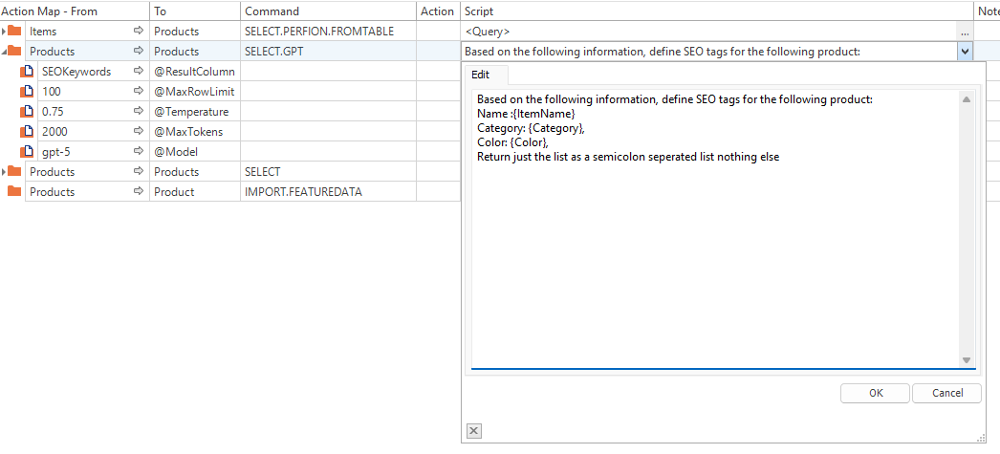 Action Map - From To Command Action Script Note
Items Products SELECT.PERFION.FROMTABLE <Query> ...
Products Products SELECT.GPT Based on the following information, define SEO tags for the following product:
SEOKeywords @ResultColumn
100 @MaxRowLimit
0.75 @Temperature
2000 @MaxTokens
gpt-5 @Model
Products Products SELECT
Products Product IMPORT.FEATUREDATA
Edit
Based on the following information, define SEO tags for the following product:
Name :{ItemName}
Category: {Category},
Color: {Color},
Return just the list as a semicolon seperated list nothing else
OK Cancel